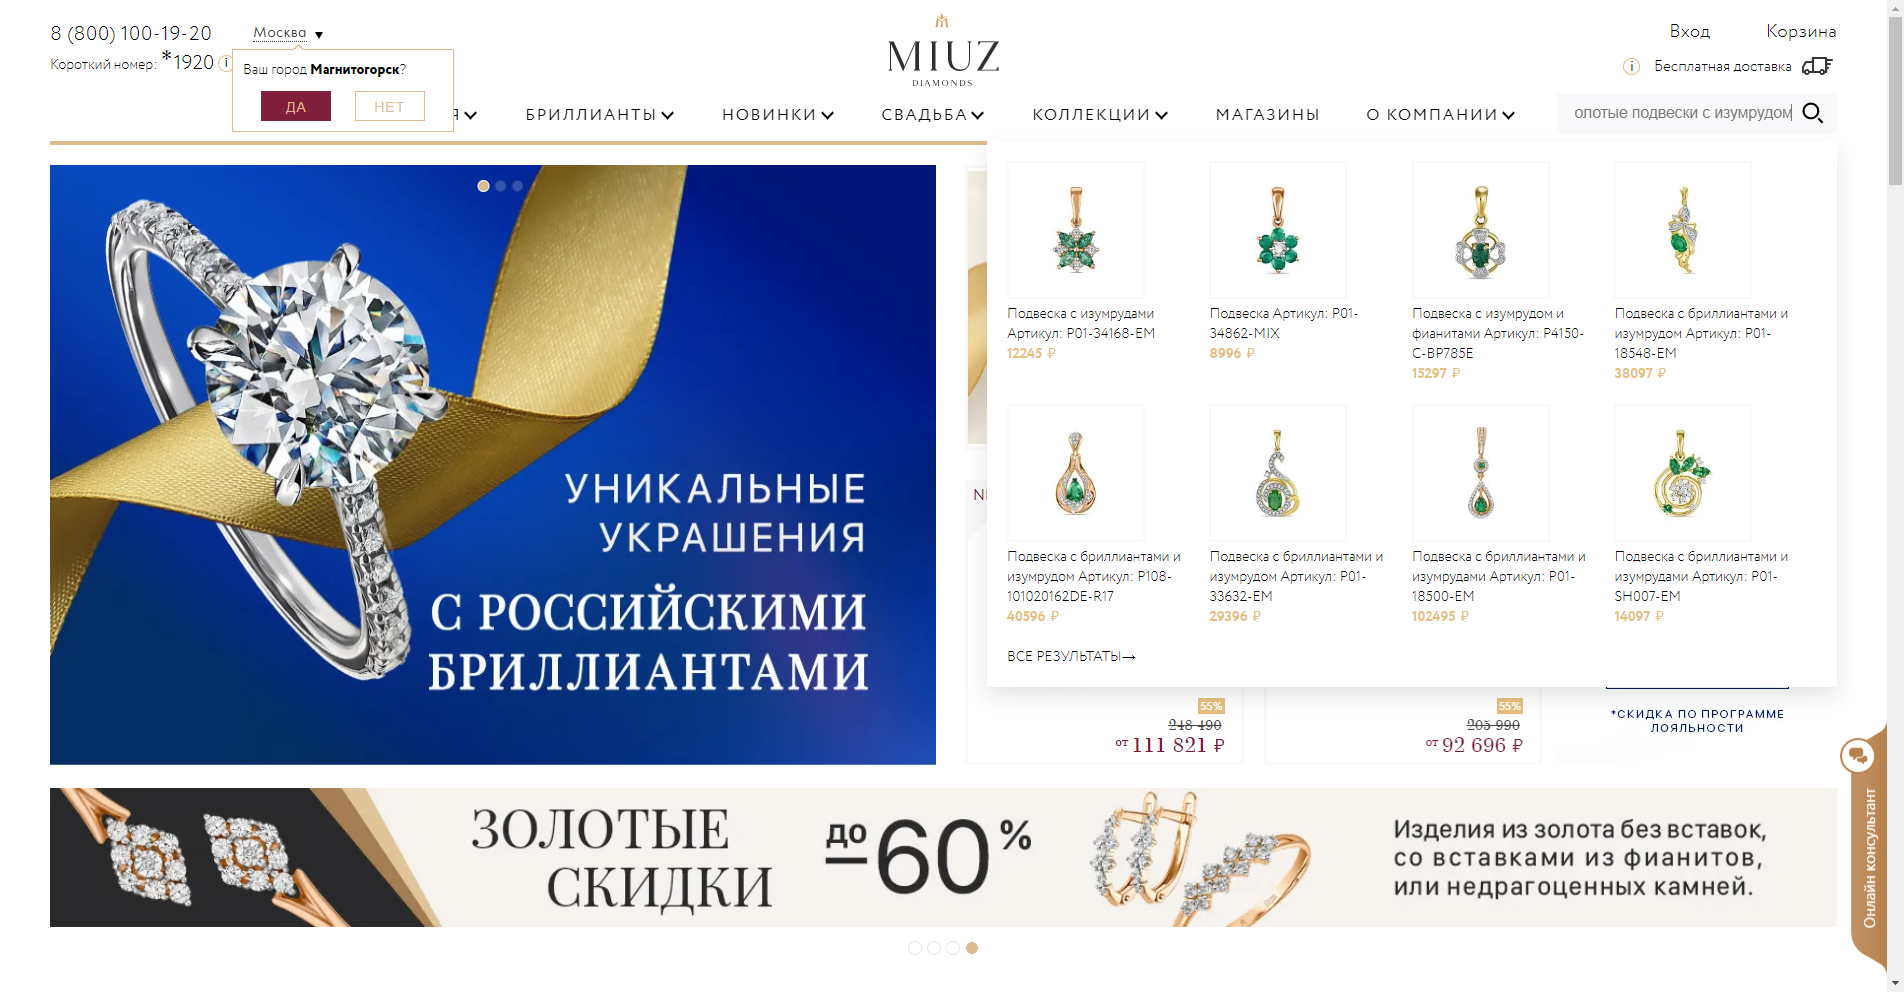 8 (800) 100-19-20
Москва ▼
Короткий номер: *1920 i
Ваш город Магнитогорск?
ДА
НЕТ
MIUZ
DIAMONDS
Вход
Корзина
i Бесплатная доставка
Я
БРИЛЛИАНТЫ
НОВИНКИ
СВАДЬБА
КОЛЛЕКЦИИ
МАГАЗИНЫ
О КОМПАНИИ
олотые подвески с изумрудом
УНИКАЛЬНЫЕ
УКРАШЕНИЯ
С РОССИЙСКИМИ
БРИЛЛИАНТАМИ
Подвеска с изумрудами
Артикул: P01-34168-EM
12245 ₽
Подвеска Артикул: P01-
34862-MIX
8996 ₽
Подвеска с изумрудом и
фианитами Артикул: P4150-
C-BP785E
15297 ₽
Подвеска с бриллиантами и
изумрудом Артикул: P01-
18548-EM
38097 ₽
Подвеска с бриллиантами и
изумрудом Артикул: P108-
101020162DE-R17
40596 ₽
Подвеска с бриллиантами и
изумрудом Артикул: P01-
33632-EM
29396 ₽
Подвеска с бриллиантами и
изумрудами Артикул: P01-
18500-EM
102495 ₽
Подвеска с бриллиантами и
изумрудами Артикул: P01-
SH007-EM
14097 ₽
ВСЕ РЕЗУЛЬТАТЫ→
55%
248 490
от 111 821 ₽
55%
205 990
от 92 696 ₽
*СКИДКА ПО ПРОГРАММЕ
ЛОЯЛЬНОСТИ
ЗОЛОТЫЕ
СКИДКИ
до 60%
Изделия из золота без вставок,
со вставками из фианитов,
или недрагоценных камней.
Онлайн консультант